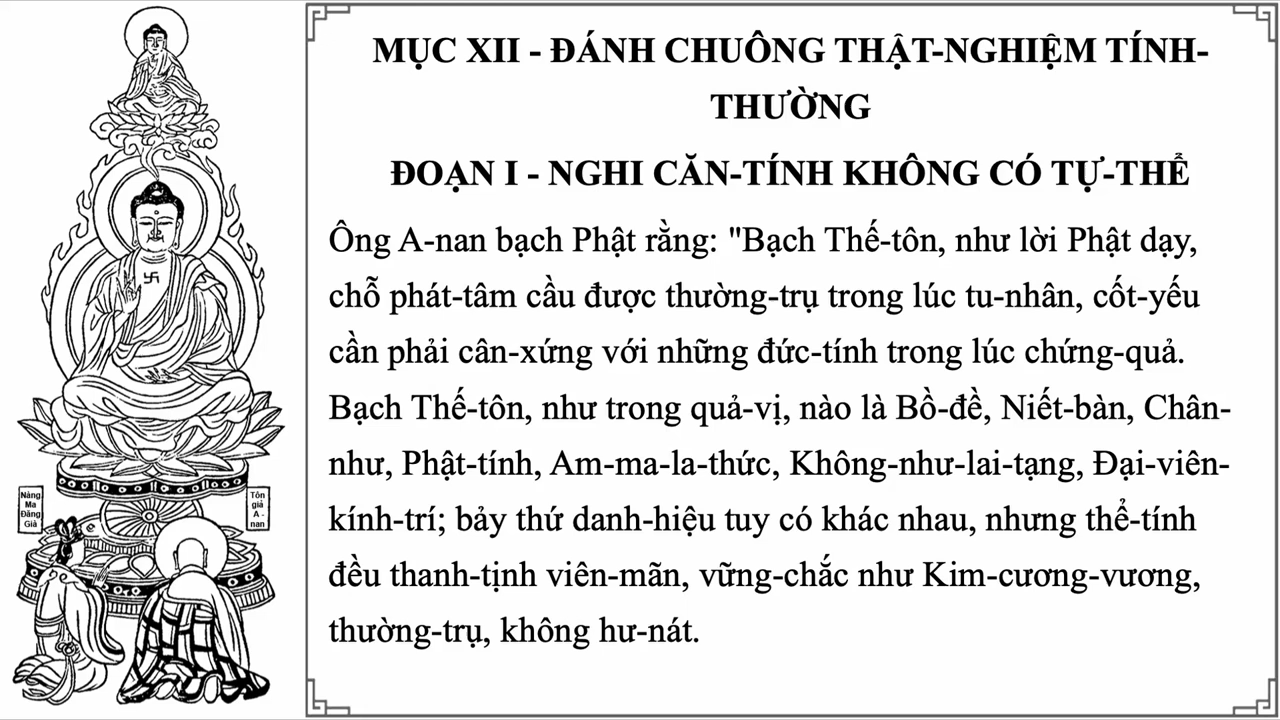 MỤC XII - ĐÁNH CHUÔNG THẬT-NGHIỆM TÍNH-
THƯỜNG
ĐOẠN I - NGHI CĂN-TÍNH KHÔNG CÓ TỰ-THỂ
Ông A-nan bạch Phật rằng: "Bạch Thế-tôn, như lời Phật dạy,
chỗ phát-tâm cầu được thường-trụ trong lúc tu-nhân, cốt-yếu
cần phải cân-xứng với những đức-tính trong lúc chứng-quả.
Bạch Thế-tôn, như trong quả-vị, nào là Bồ-đề, Niết-bàn, Chân-
như, Phật-tính, Am-ma-la-thức, Không-như-lai-tạng, Đại-viên-
kính-trí; bảy thứ danh-hiệu tuy có khác nhau, nhưng thể-tính
đều thanh-tịnh viên-mãn, vững-chắc như Kim-cương-vương,
thường-trụ, không hư-nát.
Nàng
Ma
Đăng
Già
Tôn
giả
A -
nan